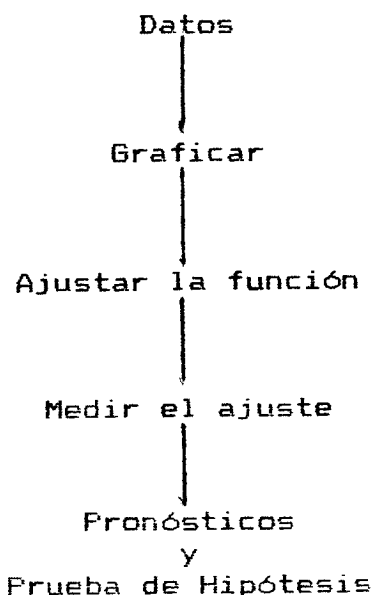 Datos
Graficar
Ajustar la función
Medir el ajuste
Pronósticos
y
Prueba de Hipótesis